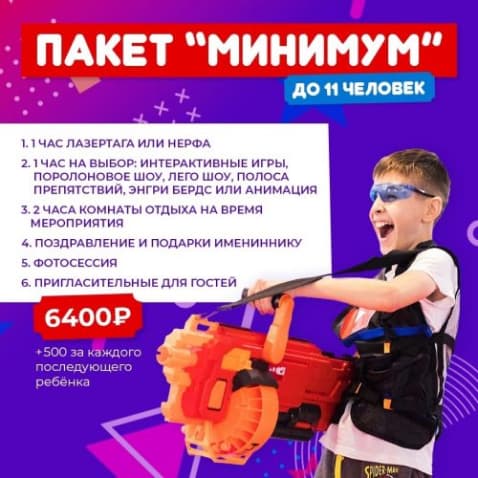 ПАКЕТ "МИНИМУМ"
ДО 11 ЧЕЛОВЕК
1. 1 ЧАС ЛАЗЕРТАГА ИЛИ НЕРФА
2. 1 ЧАС НА ВЫБОР: ИНТЕРАКТИВНЫЕ ИГРЫ,
ПОРОЛОНОВОЕ ШОУ, ЛЕГО ШОУ, ПОЛОСА
ПРЕПЯТСТВИЙ, ЭНГРИ БЕРДС ИЛИ АНИМАЦИЯ
3. 2 ЧАСА КОМНАТЫ ОТДЫХА НА ВРЕМЯ
МЕРОПРИЯТИЯ
4. ПОЗДРАВЛЕНИЕ И ПОДАРКИ ИМЕНИННИКУ
5. ФОТОСЕССИЯ
6. ПРИГЛАСИТЕЛЬНЫЕ ДЛЯ ГОСТЕЙ
6400₽
+500 за каждого
последующего
ребёнка
SPIDER-MAN